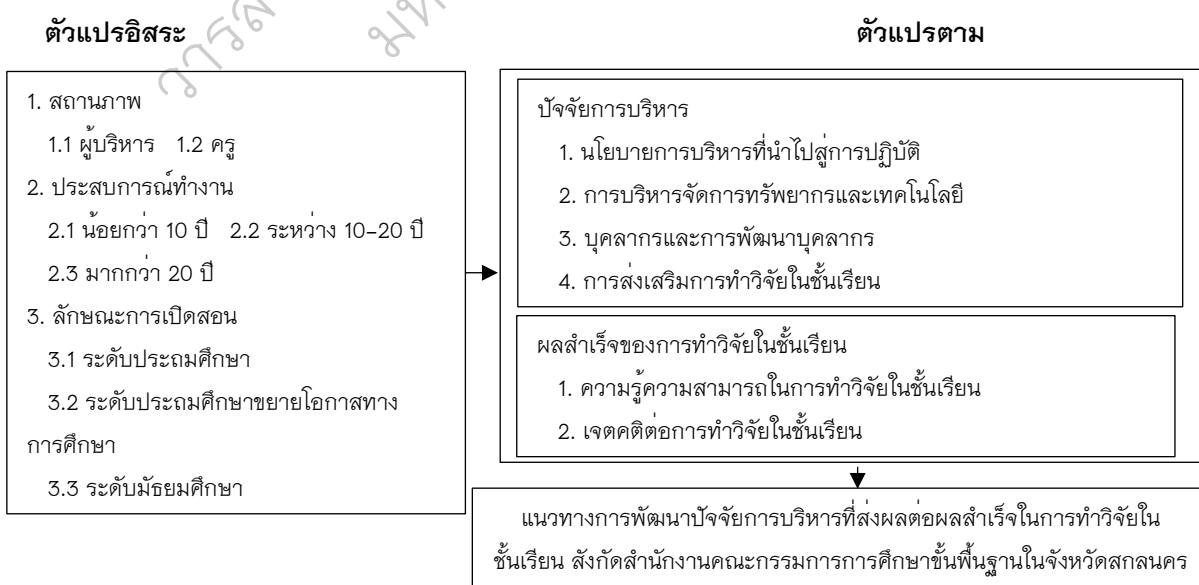 ตัวแปรอิสระ
ตัวแปรตาม
1. สถานภาพ
1.1 ผู้บริหาร 1.2 ครู
2. ประสบการณ์ทำงาน
2.1 น้อยกว่า 10 ปี 2.2 ระหว่าง 10–20 ปี
2.3 มากกว่า 20 ปี
3. ลักษณะการเปิดสอน
3.1 ระดับประถมศึกษา
3.2 ระดับประถมศึกษาขยายโอกาสทาง
การศึกษา
3.3 ระดับมัธยมศึกษา
ปัจจัยการบริหาร
1. นโยบายการบริหารที่นำไปสู่การปฏิบัติ
2. การบริหารจัดการทรัพยากรและเทคโนโลยี
3. บุคลากรและการพัฒนาบุคลากร
4. การส่งเสริมการทำวิจัยในชั้นเรียน
ผลสำเร็จของการทำวิจัยในชั้นเรียน
1. ความรู้ความสามารถในการทำวิจัยในชั้นเรียน
2. เจตคติต่อการทำวิจัยในชั้นเรียน
แนวทางการพัฒนาปัจจัยการบริหารที่ส่งผลต่อผลสำเร็จในการทำวิจัยใน
ชั้นเรียน สังกัดสำนักงานคณะกรรมการการศึกษาขั้นพื้นฐานในจังหวัดสกลนคร